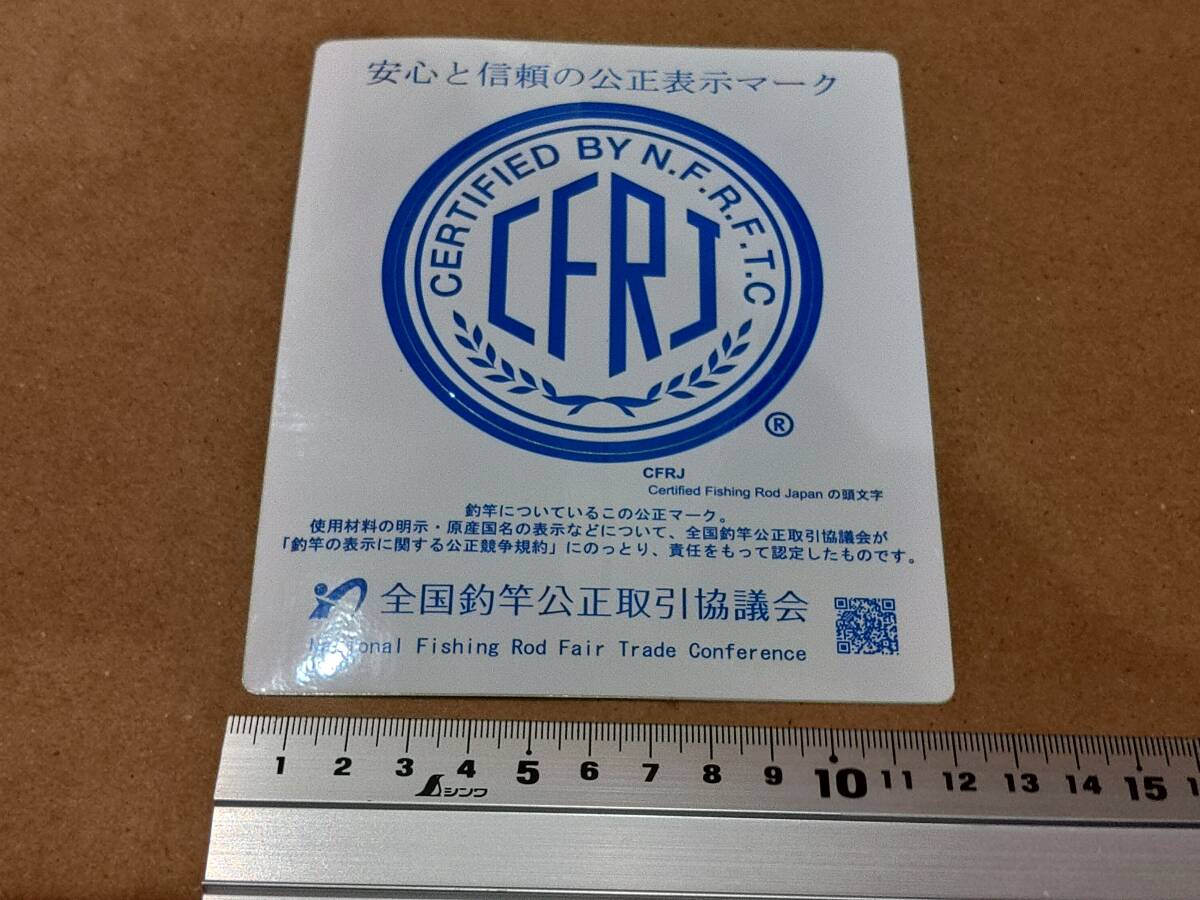 安心と信頼の公正表示マーク
CERTIFIED BY N.F.R.F.T.C
CFRJ
®
CFRJ
Certified Fishing Rod Japan の頭文字
釣竿についているこの公正マーク。
使用材料の明示・原産国名の表示などについて、全国釣竿公正取引協議会が
「釣竿の表示に関する公正競争規約」にのっとり、責任をもって認定したものです。
全国釣竿公正取引協議会
National Fishing Rod Fair Trade Conference
1 2 3 4 5 6 7 8 9 10 11 12 13 14 15
シンワ